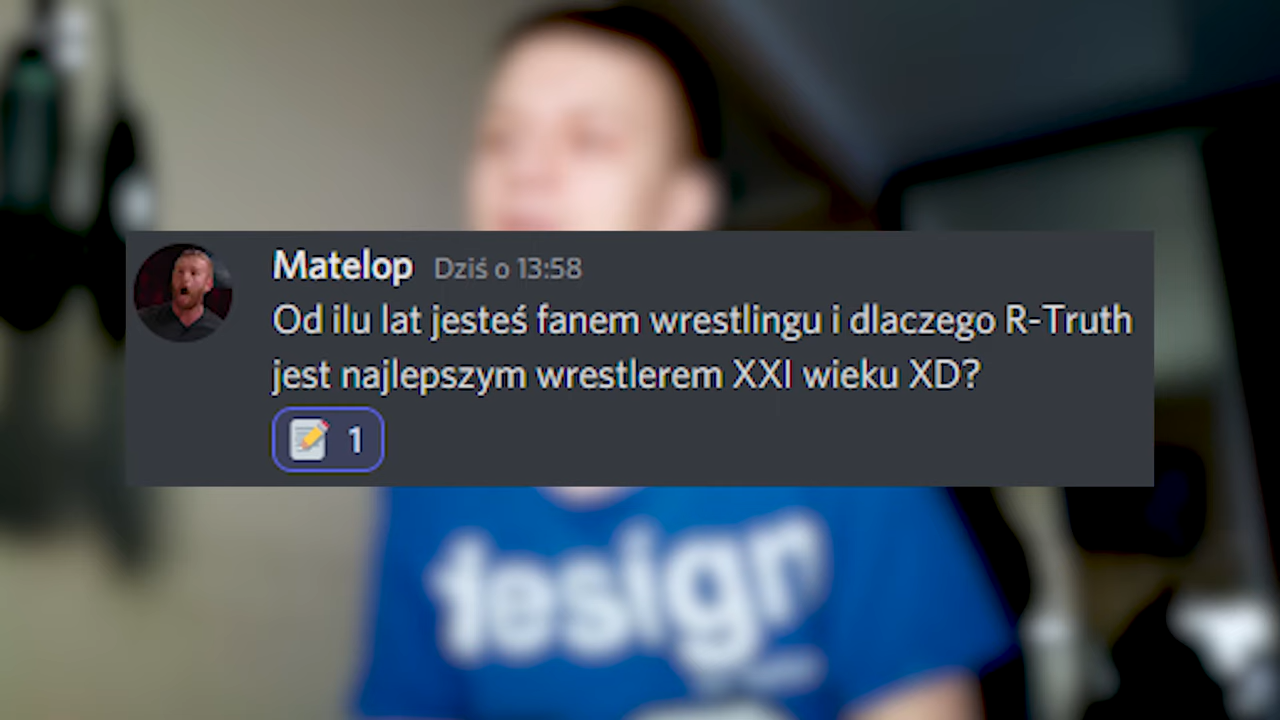 Matelop Dziś o 13:58
Od ilu lat jesteś fanem wrestlingu i dlaczego R-Truth
jest najlepszym wrestlerem XXI wieku XD?
1